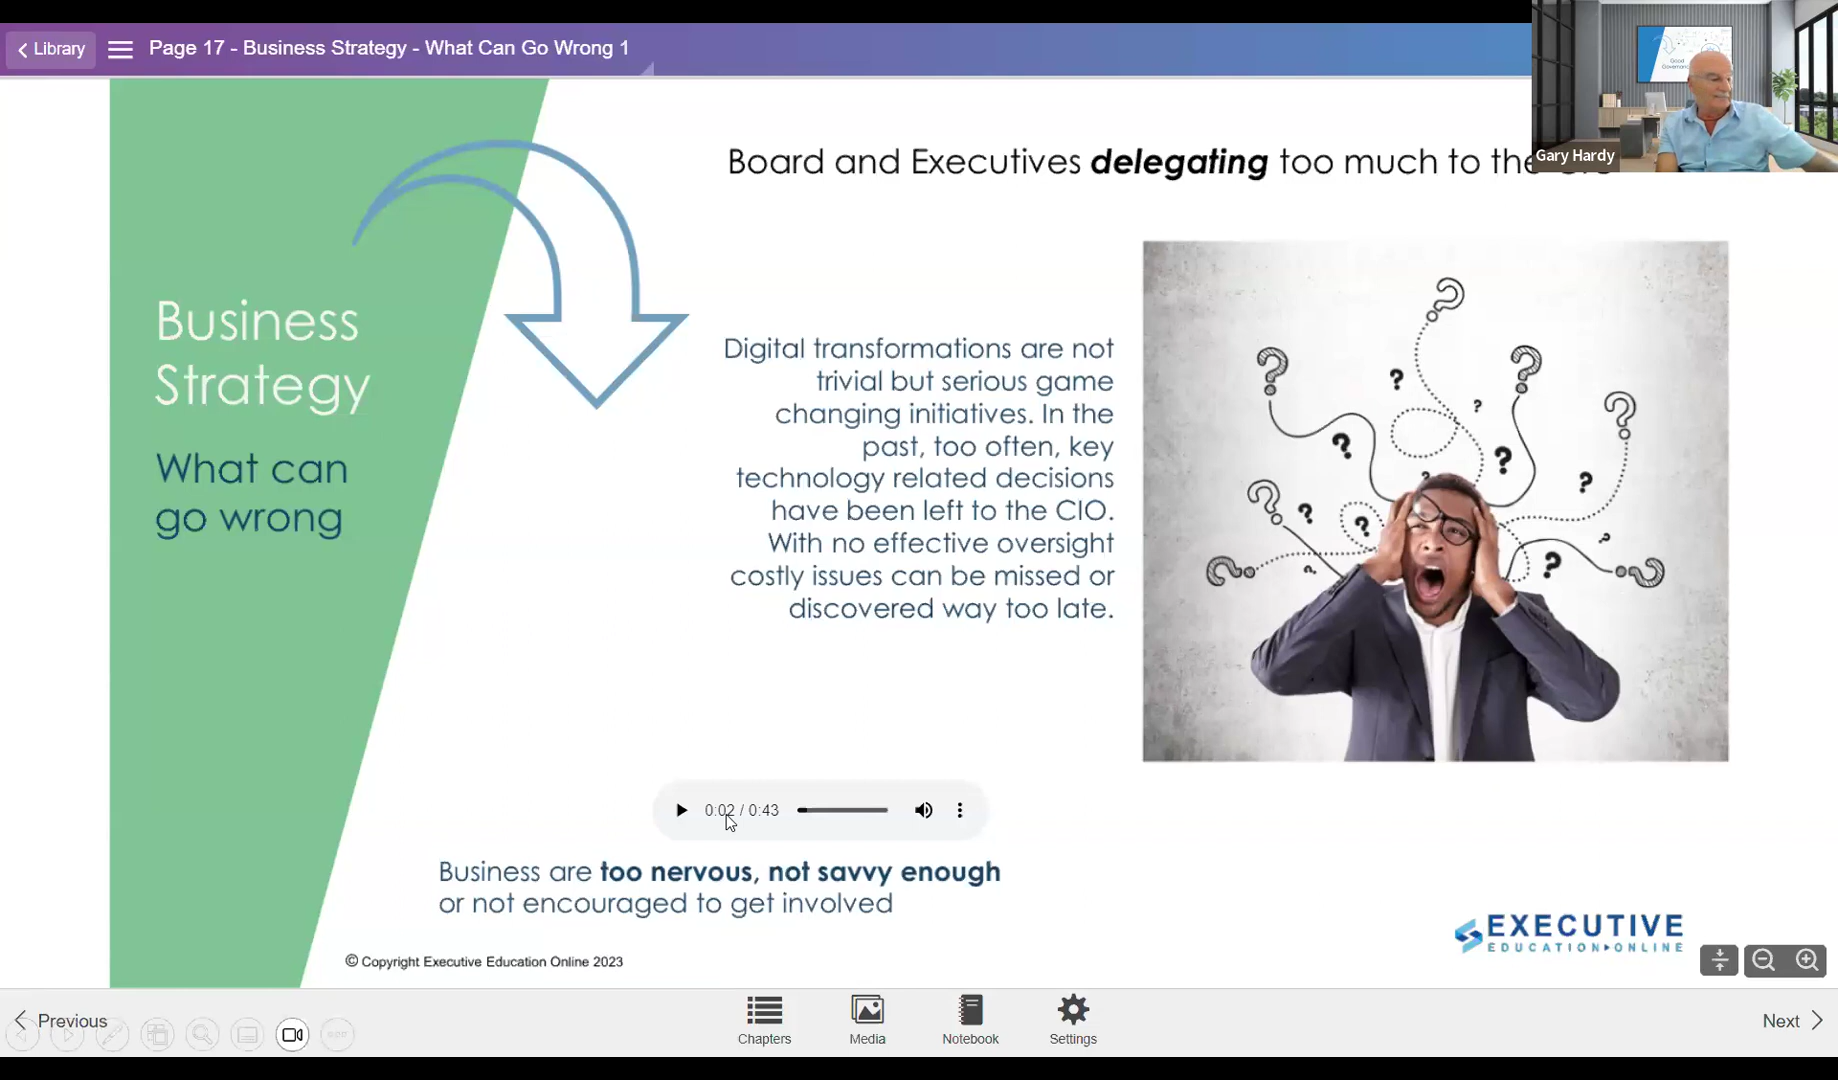 Library
Page 17 - Business Strategy - What Can Go Wrong 1
Good
Gary Hardy
Board and Executives delegating too much to the
Business
Strategy
What can
go wrong
Digital transformations are not
trivial but serious game
changing initiatives. In the
past, too often, key
technology related decisions
have been left to the CIO.
With no effective oversight
costly issues can be missed or
discovered way too late.
0:02 / 0:43
Business are too nervous, not savvy enough
or not encouraged to get involved
EXECUTIVE
EDUCATION ONLINE
© Copyright Executive Education Online 2023
Previous
Chapters
Media
Notebook
Settings
Next